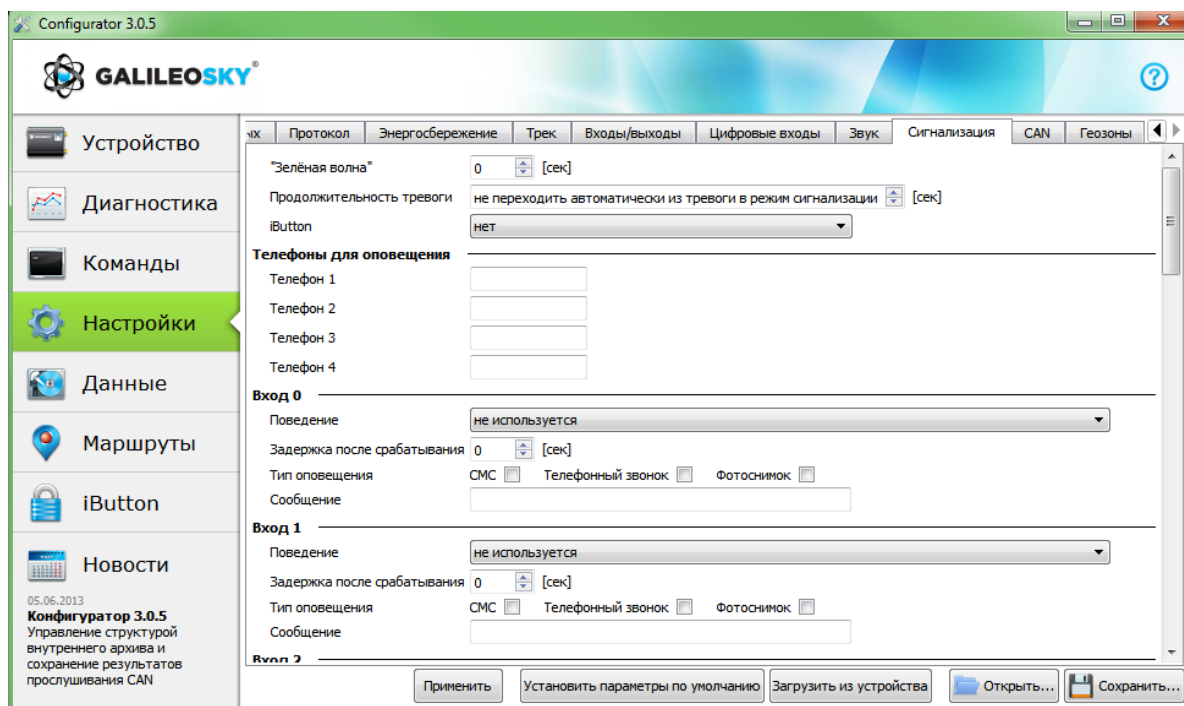 Configurator 3.0.5
GALILEOSKY®
Устройство
Диагностика
Команды
Настройки
Данные
Маршруты
iButton
Новости
05.06.2013
Конфигуратор 3.0.5
Управление структурой
внутреннего архива и
сохранение результатов
прослушивания CAN
ых Протокол Энергосбережение Трек Входы/выходы Цифровые входы Звук Сигнализация CAN Геозоны
"Зелёная волна" 0 [сек]
Продолжительность тревоги не переходить автоматически из тревоги в режим сигнализации [сек]
iButton нет
Телефоны для оповещения
Телефон 1
Телефон 2
Телефон 3
Телефон 4
Вход 0
Поведение не используется
Задержка после срабатывания 0 [сек]
Тип оповещения СМС Телефонный звонок Фотоснимок
Сообщение
Вход 1
Поведение не используется
Задержка после срабатывания 0 [сек]
Тип оповещения СМС Телефонный звонок Фотоснимок
Сообщение
Вход 2
Применить Установить параметры по умолчанию Загрузить из устройства Открыть... Сохранить...